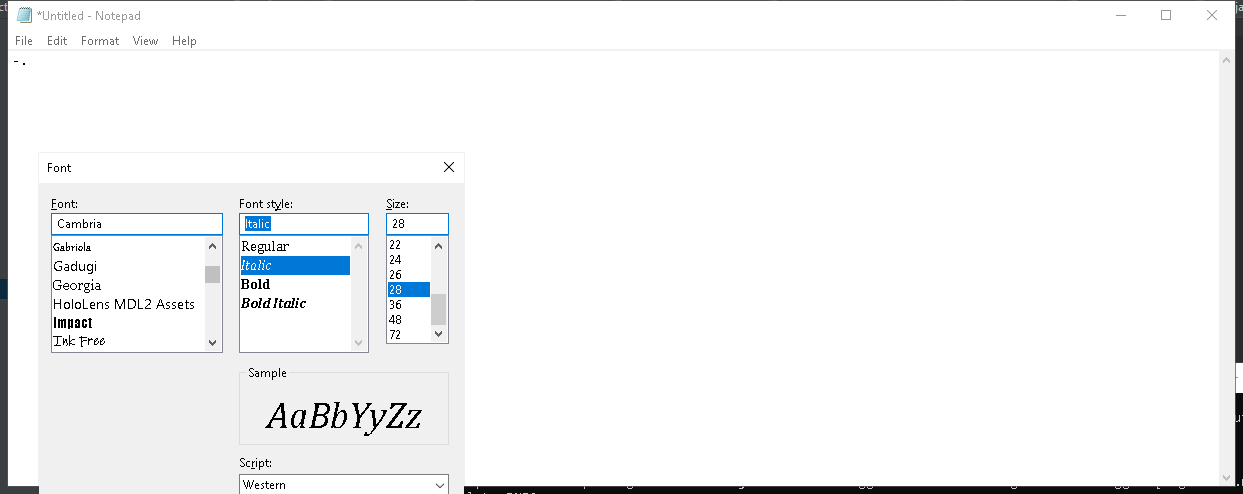 *Untitled - Notepad
File Edit Format View Help
-.
Font
Font: Font style: Size:
Cambria Italic 28
Gabriola Regular 22
Gadugi Italic 24
Georgia Bold 26
HoloLens MDL2 Assets Bold Italic 28
Impact 36
Ink Free 48
72
Sample
AaBbYyZz
Script:
Western